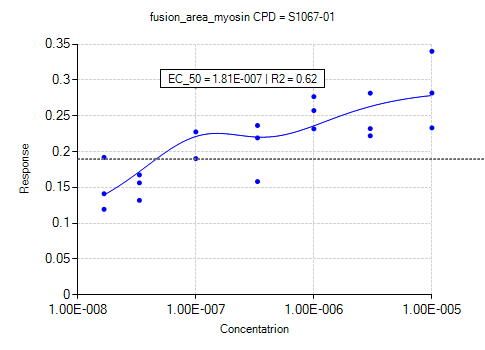 fusion_area_myosin CPD = S1067-01
0.35
0.3
EC_50 = 1.81E-007 | R2 = 0.62
0.25
0.2
0.15
0.1
0.05
0
Response
1.00E-008 1.00E-007 1.00E-006 1.00E-005
Concentatrion